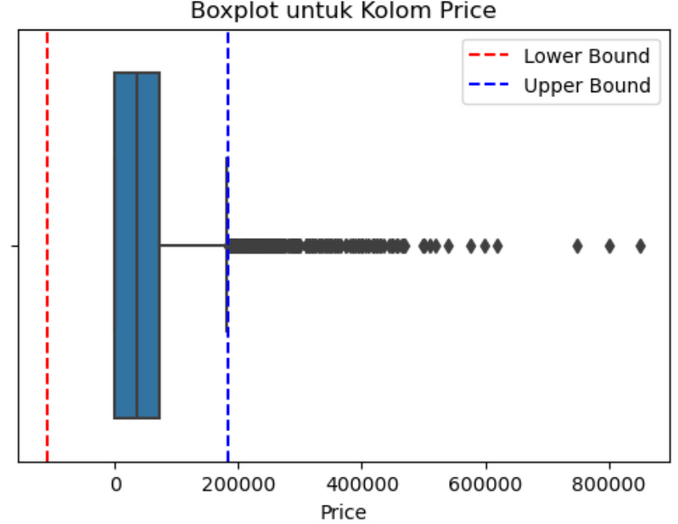 Boxplot untuk Kolom Price
Lower Bound
Upper Bound
0 200000 400000 600000 800000
Price